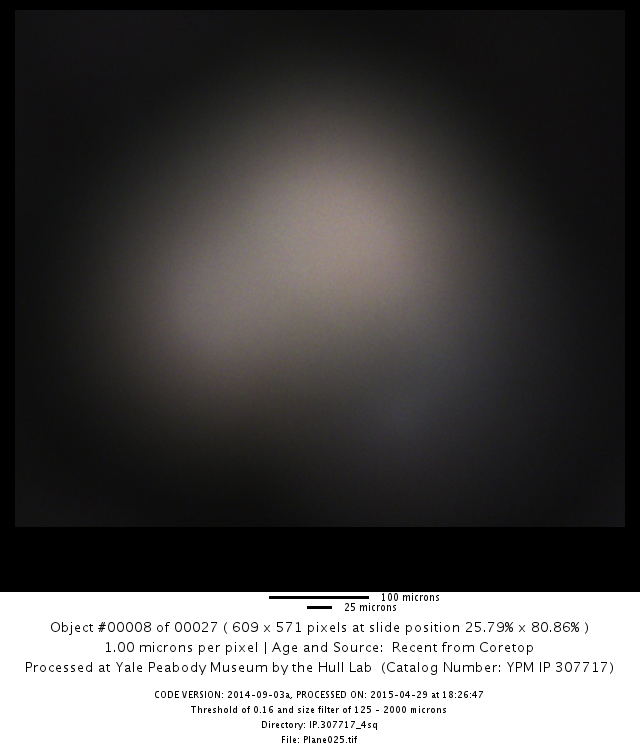 100 microns
25 microns
Object #00008 of 00027 ( 609 x 571 pixels at slide position 25.79% x 80.86% )
1.00 microns per pixel | Age and Source: Recent from Coretop
Processed at Yale Peabody Museum by the Hull Lab (Catalog Number: YPM IP 307717)
CODE VERSION: 2014-09-03a, PROCESSED ON: 2015-04-29 at 18:26:47
Threshold of 0.16 and size filter of 125 - 2000 microns
Directory: IP.307717_4sq
File: Plane025.tif